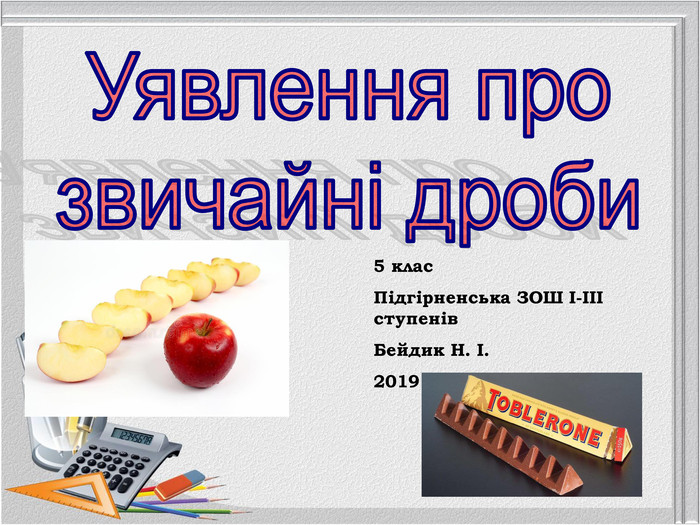 Уявлення про
звичайні дроби
5 клас
Підгірненська ЗОШ І-ІІІ
ступенів
Бейдик Н. І.
2019
TOBLERONE